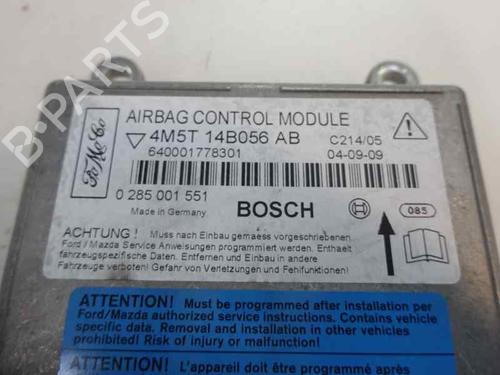 B-PARTS
FoMoCo
AIRBAG CONTROL MODULE
4M5T 14B056 AB
C214/05
640001778301
04-09-09
0 285 001 551
Made in Germany
BOSCH
085
ACHTUNG! Muss nach Einbau gemaess vorgeschriebenen
Ford / Mazda Service Anweisungen programmiert werden. Enthaelt
fahrzeugspezifische Daten. Entfernen und Einbau in andere
Fahrzeuge verboten! Gefahr von Verletzungen und Fehlfunktionen!
ATTENTION! Must be programmed after installation per
Ford/Mazda authorized service instructions. Contains vehicle
specific data. Removal and installation in other vehicles
prohibited! Risk of injury or malfunction!
ATTENTION! L'appareil doit être programmé après